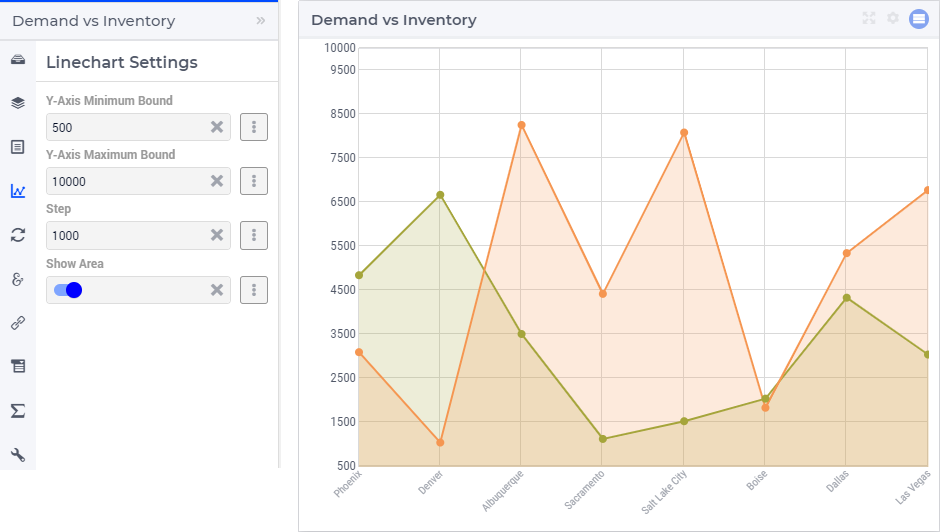 Demand vs Inventory
Linechart Settings
Y-Axis Minimum Bound
500
Y-Axis Maximum Bound
10000
Step
1000
Show Area
Demand vs Inventory
10000
9500
8500
7500
6500
5500
4500
3500
2500
1500
500
Phoenix
Denver
Albuquerque
Sacramento
Salt Lake City
Boise
Dallas
Las Vegas